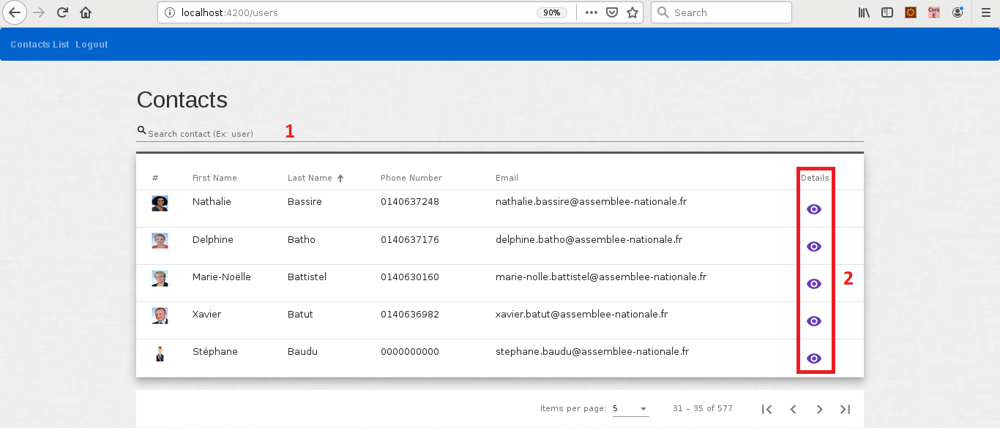 localhost:4200/users 90% Search Cors E
Contacts List Logout
Contacts
Search contact (Ex: user) 1
# First Name Last Name Phone Number Email Details
Nathalie Bassire 0140637248 nathalie.bassire@assemblee-nationale.fr
Delphine Batho 0140637176 delphine.batho@assemblee-nationale.fr
Marie-Noëlle Battistel 0140630160 marie-nolle.battistel@assemblee-nationale.fr
2
Xavier Batut 0140636982 xavier.batut@assemblee-nationale.fr
Stéphane Baudu 0000000000 stephane.baudu@assemblee-nationale.fr
Items per page: 5 31 – 35 of 577